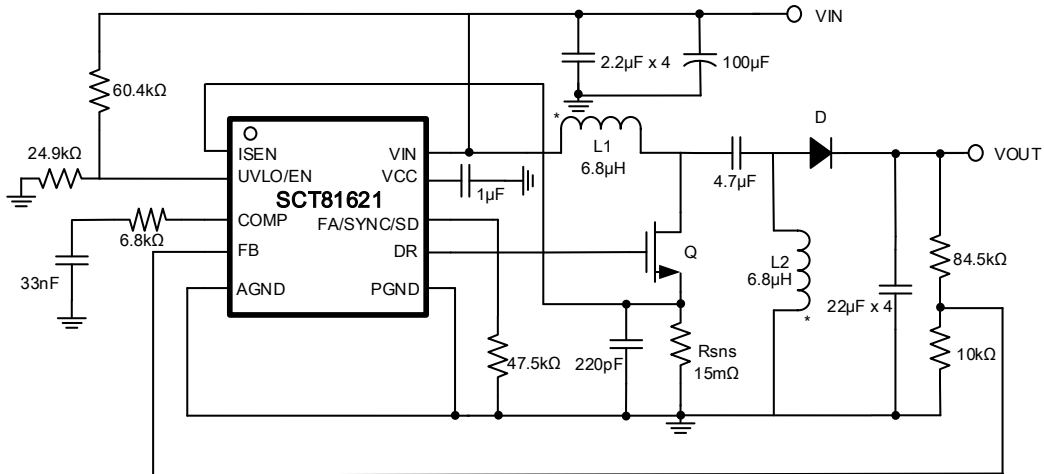 VIN
2.2µF x 4
100µF
60.4kΩ
D
*
ISEN
VIN
L1
6.8µH
VOUT
24.9kΩ
UVLO/EN
VCC
4.7µF
SCT81621
1µF
COMP
FA/SYNC/SD
6.8kΩ
FB
DR
Q
L2
6.8µH
84.5kΩ
33nF
AGND
PGND
22µF x 4
*
47.5kΩ
220pF
Rsns
15mΩ
10kΩ